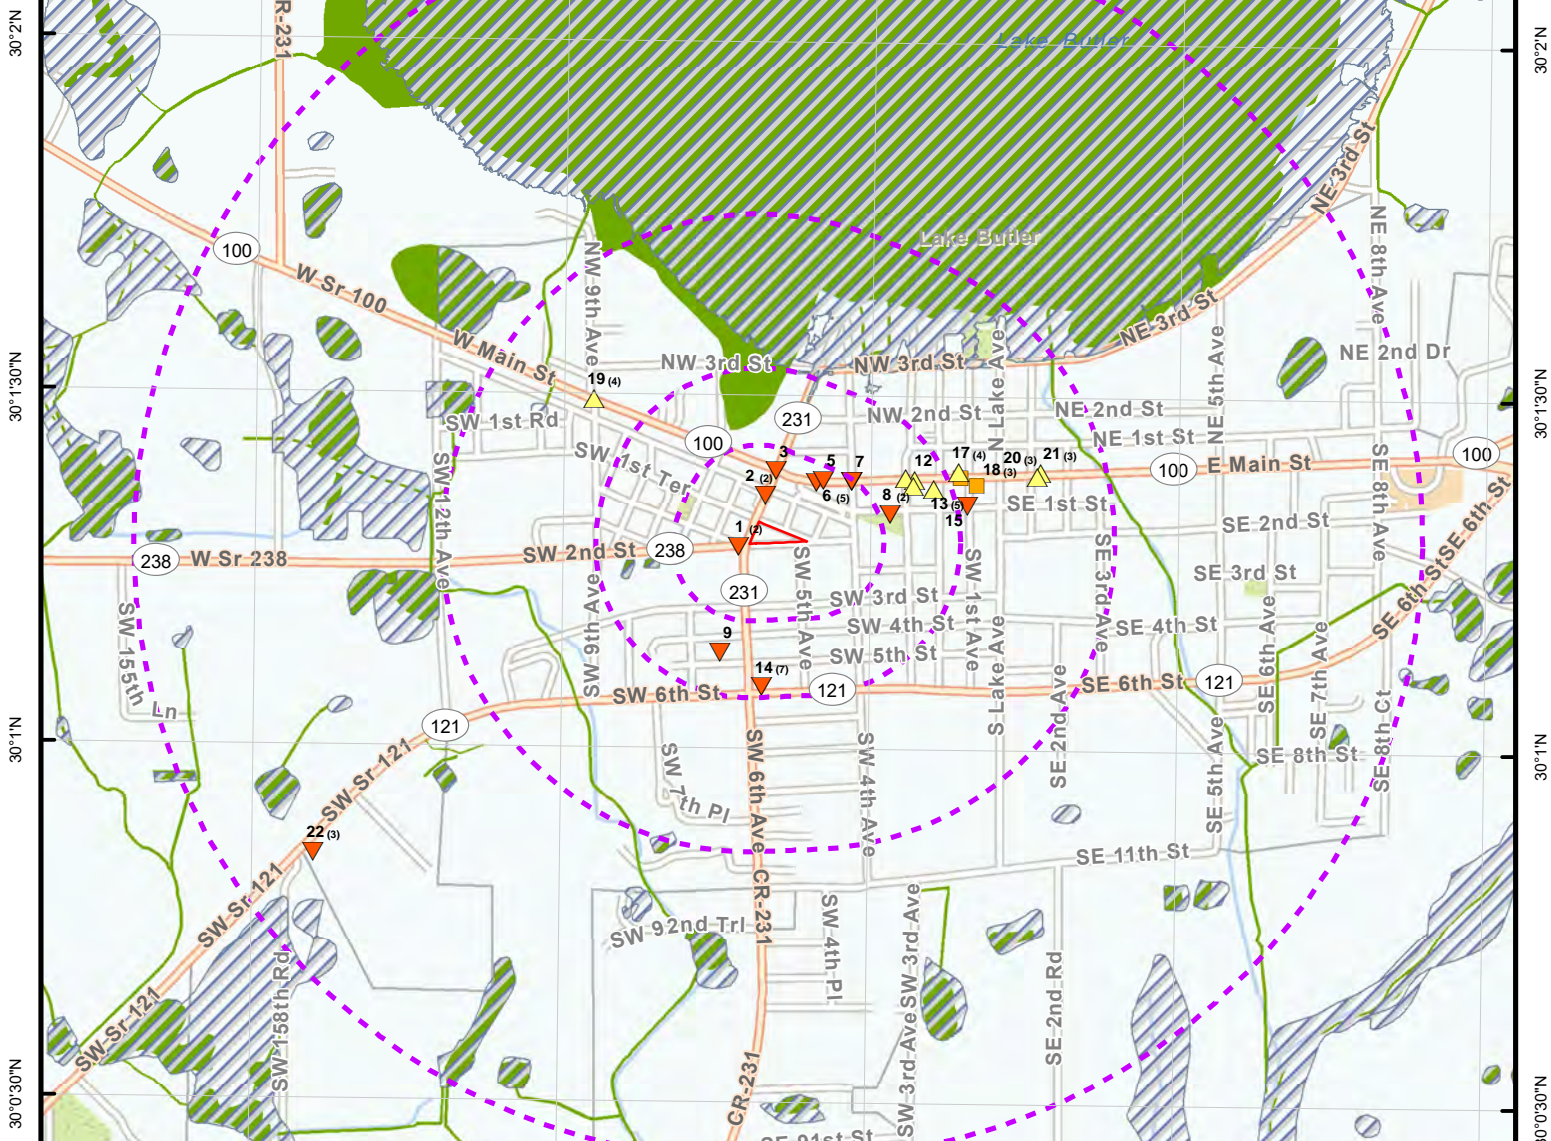 30°2'N
CR-231
Lake Butler
30°2'N
NE 3rd St
100
W Sr 100
NW 9th Ave
Lake Butler
NE 8th Ave
NE 3rd St
W Main St
NW 3rd St
NW 3rd St
N Lake Ave
NE 5th Ave
NE 2nd Dr
30°1'30"N
19 (4)
30°1'30"N
SW 1st Rd
231
NW 2nd St
NE 2nd St
NE 1st St
100
SW 1st Ter
3
5
7
12
17 (4)
20 (3)
21 (3)
18 (3)
100
E Main St
100
SW 12th Ave
2 (2)
6 (5)
8 (2)
13 (5)
15
SE 1st St
SE 2nd St
SE 8th Ave
SE 6th St
1 (2)
238
W Sr 238
SW 2nd St
238
SW 5th Ave
SW 1st Ave
SE 3rd Ave
SE 3rd St
SE 6th St
231
SW 9th Ave
SW 3rd St
SW 4th St
SE 4th St
SW 155th Ln
9
SW 5th St
SE 6th Ave
SE 7th Ave
14 (7)
SW 6th St
121
SE 6th St
121
121
S Lake Ave
SE 2nd Ave
SE 5th Ave
SE 8th Ct
30°1'N
SW Sr 121
SW 7th Pl
SW 6th Ave
SW 4th Ave
SE 8th St
30°1'N
22 (3)
SE 11th St
SW Sr 121
CR-231
SW 92nd Trl
SW 4th Pl
SW 3rd Ave
SW 158th Rd
SE 2nd Rd
SW Sr 121
SW 3rd Ave
CR-231
30°0'30"N
30°0'30"N
SE 91st St